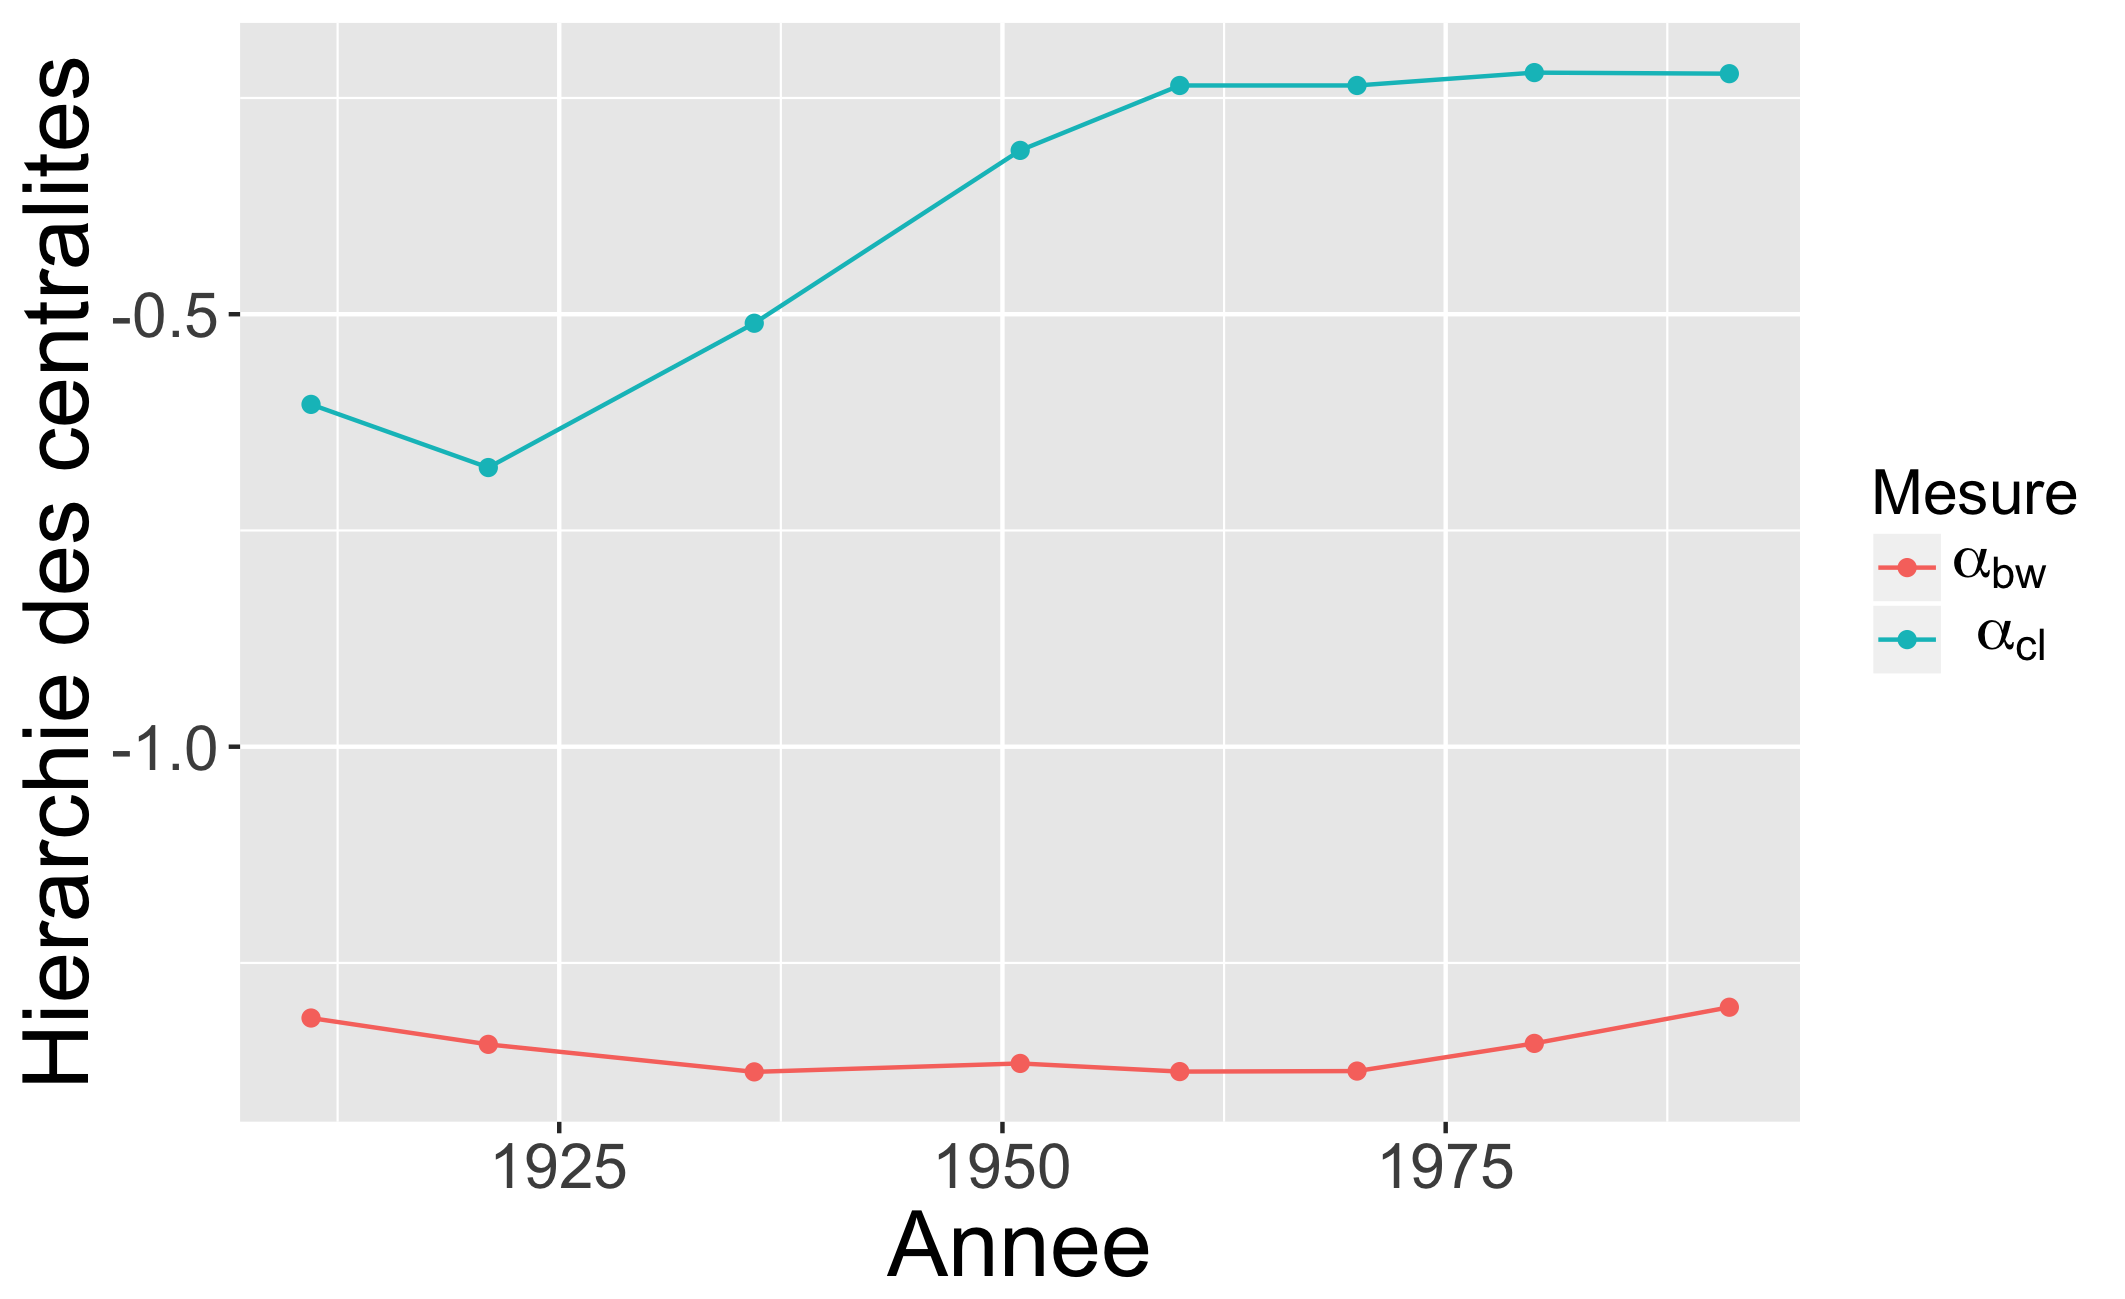 Hierarchie des centralites
-0.5
-1.0
1925 1950 1975
Annee
Mesure
αbw
αcl